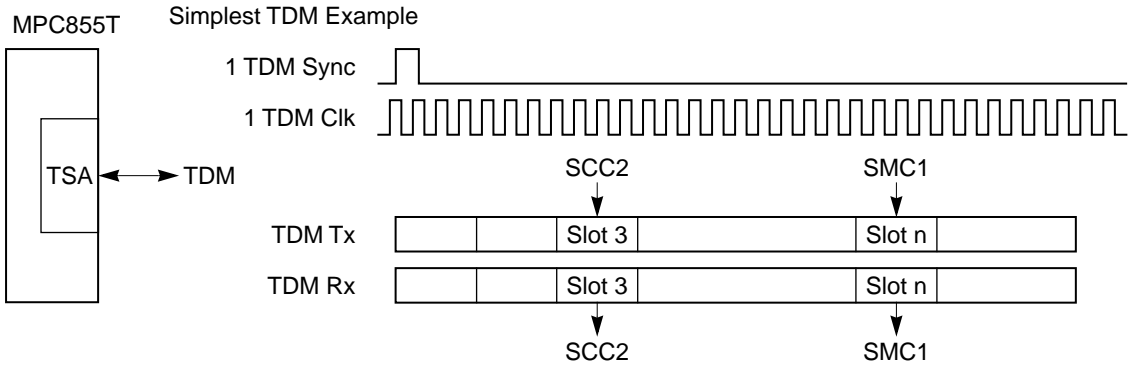 MPC855T
Simplest TDM Example
1 TDM Sync
1 TDM Clk
TSA
TDM
SCC2
SMC1
TDM Tx
Slot 3
Slot n
TDM Rx
Slot 3
Slot n
SCC2
SMC1